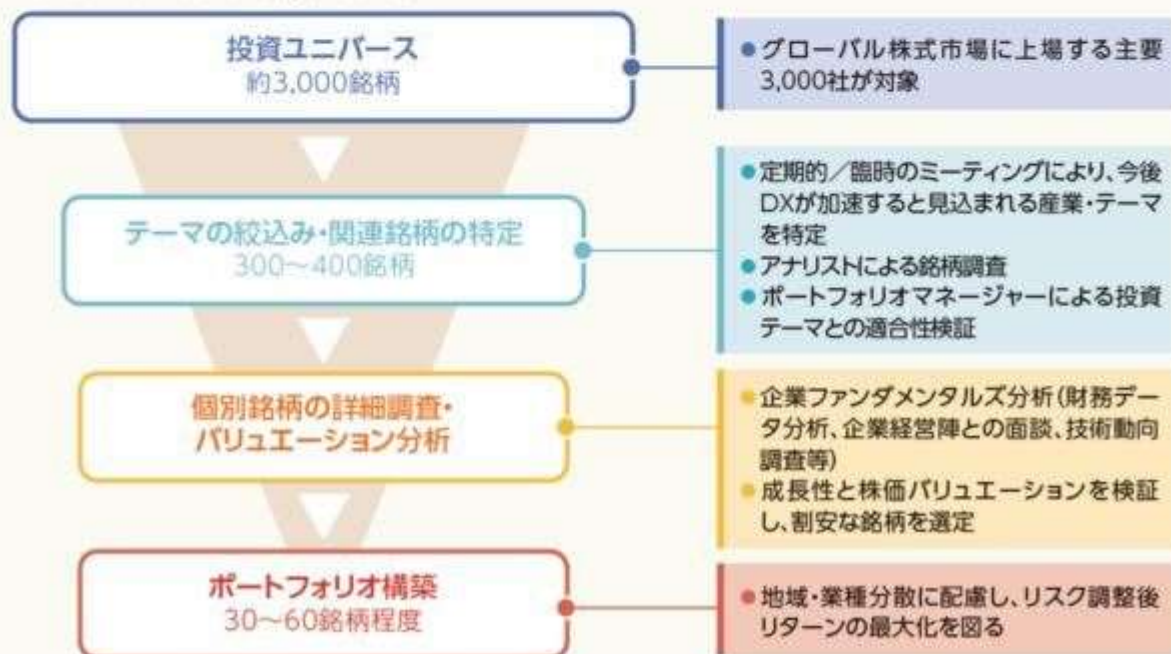 投資ユニバース
約3,000銘柄
●グローバル株式市場に上場する主要
3,000社が対象
テーマの絞込み・関連銘柄の特定
300〜400銘柄
●定期的／臨時のミーティングにより、今後
DXが加速すると見込まれる産業・テーマ
を特定
●アナリストによる銘柄調査
●ポートフォリオマネージャーによる投資
テーマとの適合性検証
個別銘柄の詳細調査・
バリュエーション分析
●企業ファンダメンタルズ分析(財務デー
タ分析、企業経営陣との面談、技術動向
調査等)
●成長性と株価バリュエーションを検証
し、割安な銘柄を選定
ポートフォリオ構築
30〜60銘柄程度
●地域・業種分散に配慮し、リスク調整後
リターンの最大化を図る